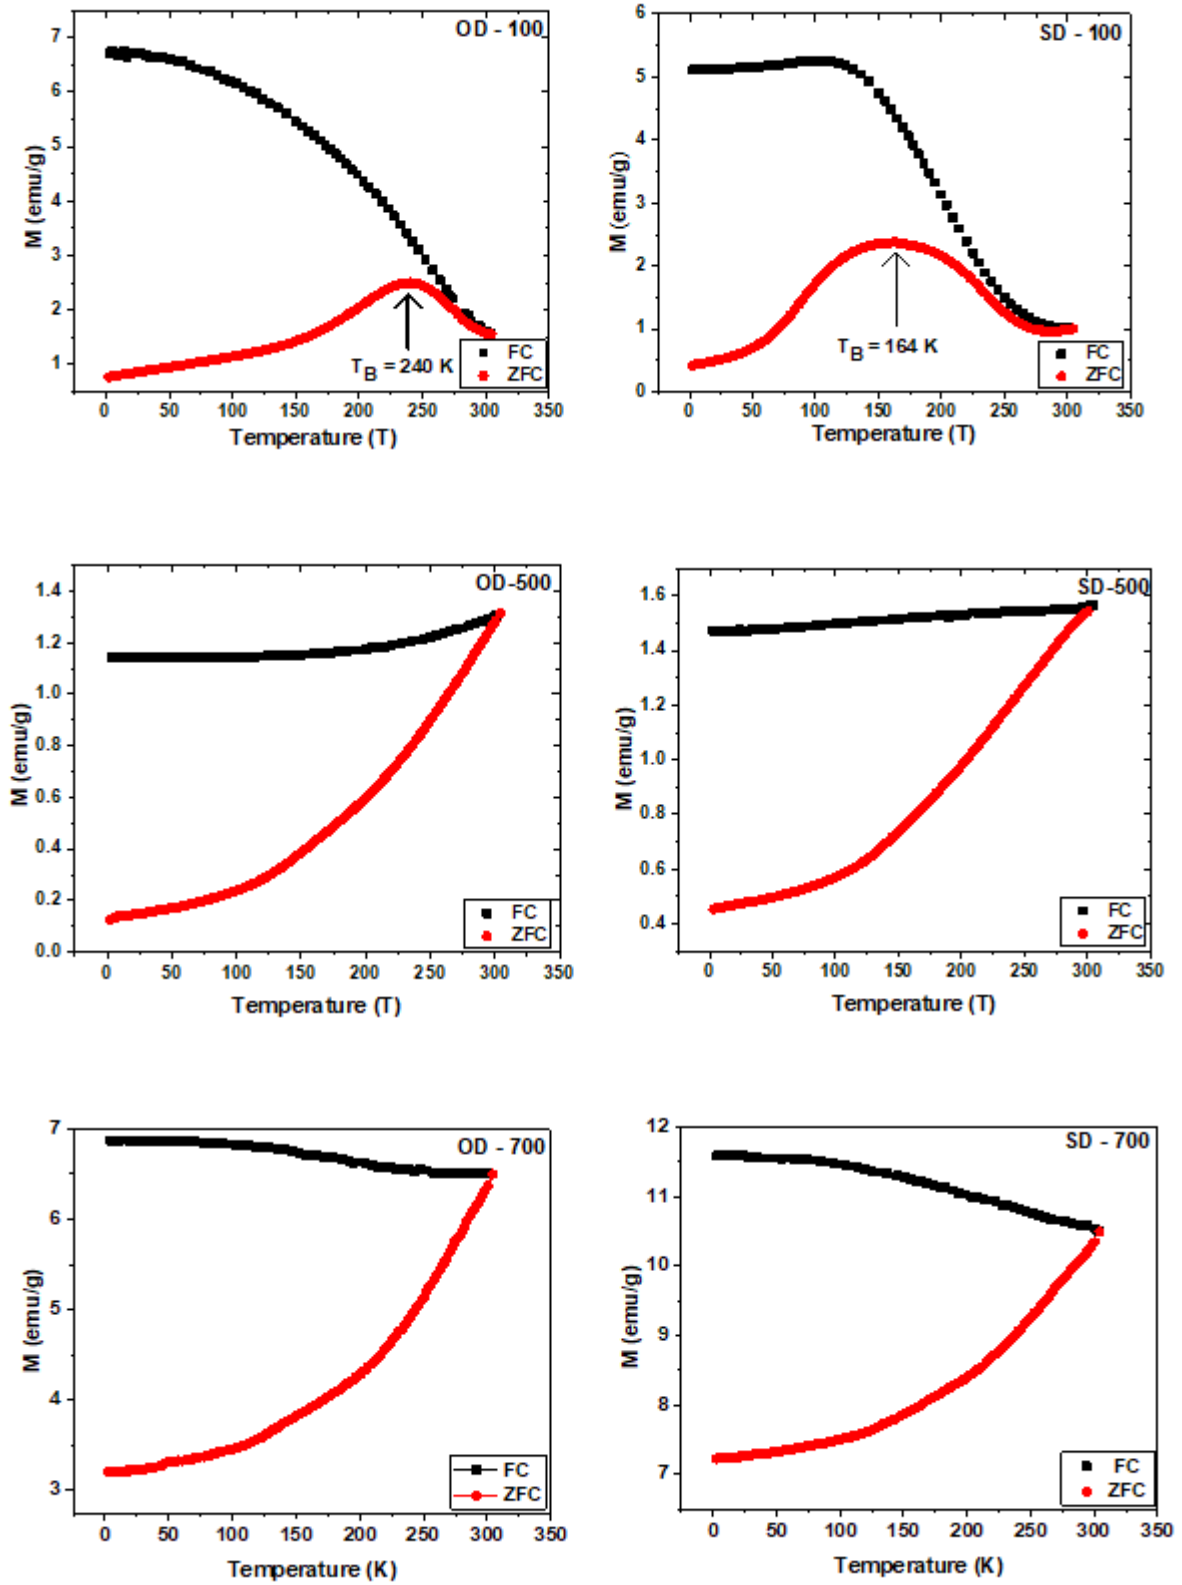 OD - 100
7
6
5
4
3
2
1
M (emu/g)
T_B = 240 K
FC
ZFC
0 50 100 150 200 250 300 350
Temperature (T)
SD - 100
6
5
4
3
2
1
0
M (emu/g)
T_B = 164 K
FC
ZFC
0 50 100 150 200 250 300 350
Temperature (T)
OD-500
1.4
1.2
1.0
0.8
0.6
0.4
0.2
0.0
M (emu/g)
FC
ZFC
0 50 100 150 200 250 300 350
Temperature (T)
SD-500
1.6
1.4
1.2
1.0
0.8
0.6
0.4
M (emu/g)
FC
ZFC
0 50 100 150 200 250 300 350
Temperature (T)
OD - 700
7
6
5
4
3
M (emu/g)
FC
ZFC
0 50 100 150 200 250 300 350
Temperature (K)
SD - 700
12
11
10
9
8
7
M (emu/g)
FC
ZFC
0 50 100 150 200 250 300 350
Temperature (K)